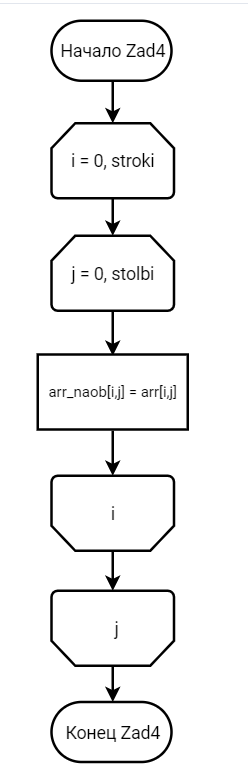 Начало Zad4
i = 0, stroki
j = 0, stolbi
arr_naob[i,j] = arr[i,j]
i
j
Конец Zad4